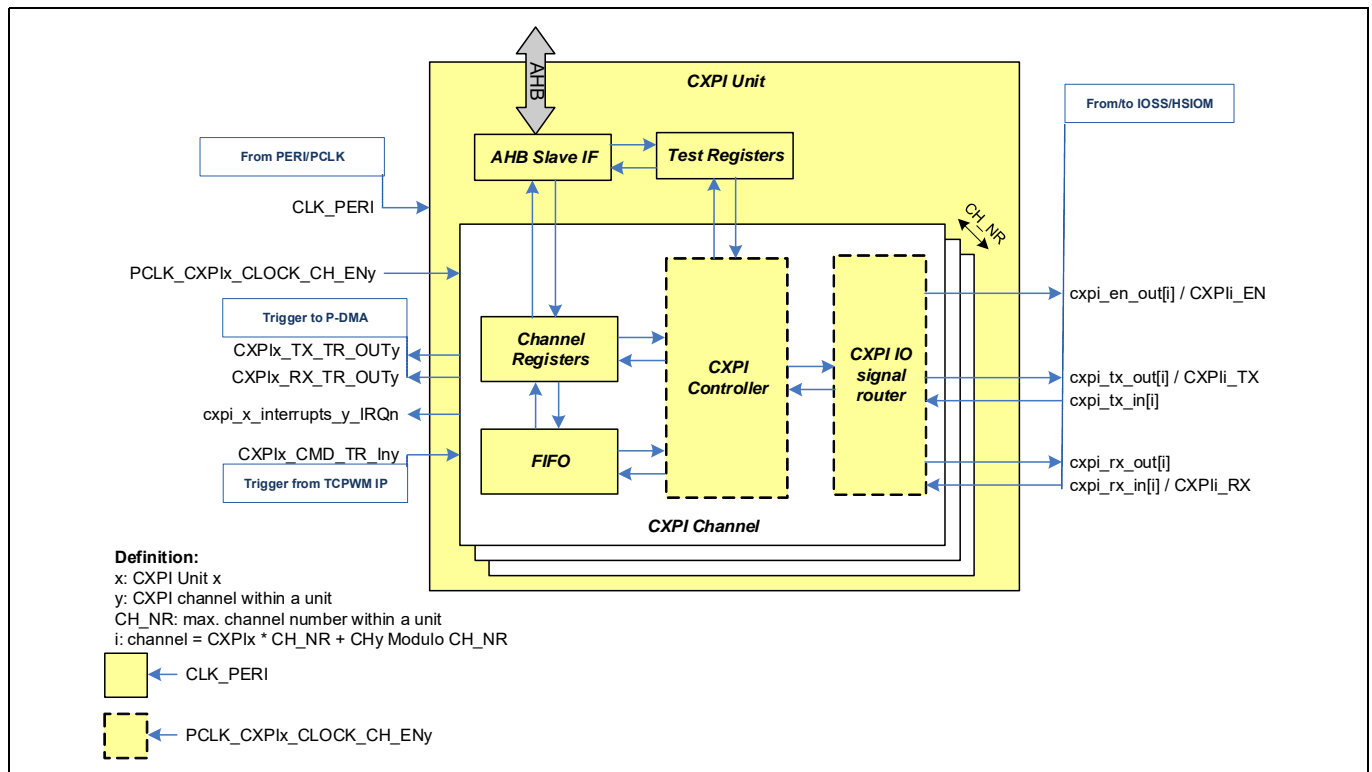 AHB
CXPI Unit
From/to IOSS/HSIOM
From PERI/PCLK
AHB Slave IF
Test Registers
CLK_PERI
CH_NR
PCLK_CXPIx_CLOCK_CH_ENy
cxpi_en_out[i] / CXPIi_EN
Trigger to P-DMA
Channel
Registers
CXPIx_TX_TR_OUTy
CXPIx_RX_TR_OUTy
CXPI
Controller
CXPI IO
signal
router
cxpi_tx_out[i] / CXPIi_TX
cxpi_tx_in[i]
cxpi_x_interrupts_y_IRQn
CXPIx_CMD_TR_Iny
FIFO
cxpi_rx_out[i]
Trigger from TCPWM IP
cxpi_rx_in[i] / CXPIi_RX
CXPI Channel
Definition:
x: CXPI Unit x
y: CXPI channel within a unit
CH_NR: max. channel number within a unit
i: channel = CXPIx * CH_NR + CHy Modulo CH_NR
CLK_PERI
PCLK_CXPIx_CLOCK_CH_ENy